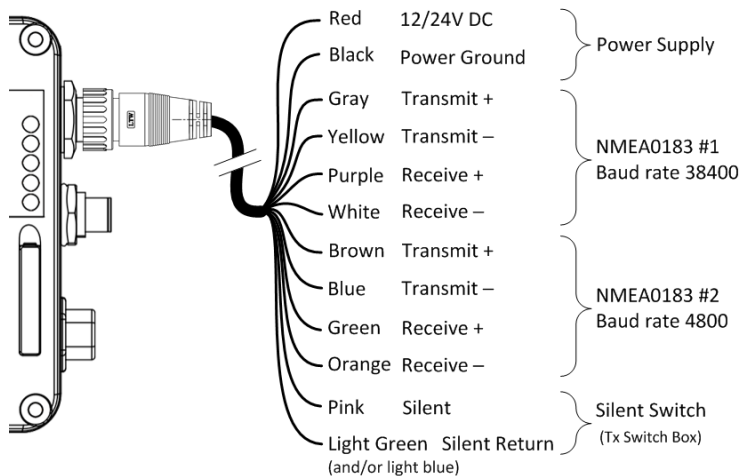 Red 12/24V DC
Black Power Ground
Power Supply
Gray Transmit +
Yellow Transmit –
Purple Receive +
White Receive –
NMEA0183 #1
Baud rate 38400
Brown Transmit +
Blue Transmit –
Green Receive +
Orange Receive –
NMEA0183 #2
Baud rate 4800
Pink Silent
Light Green Silent Return
(and/or light blue)
Silent Switch
(Tx Switch Box)
LTW